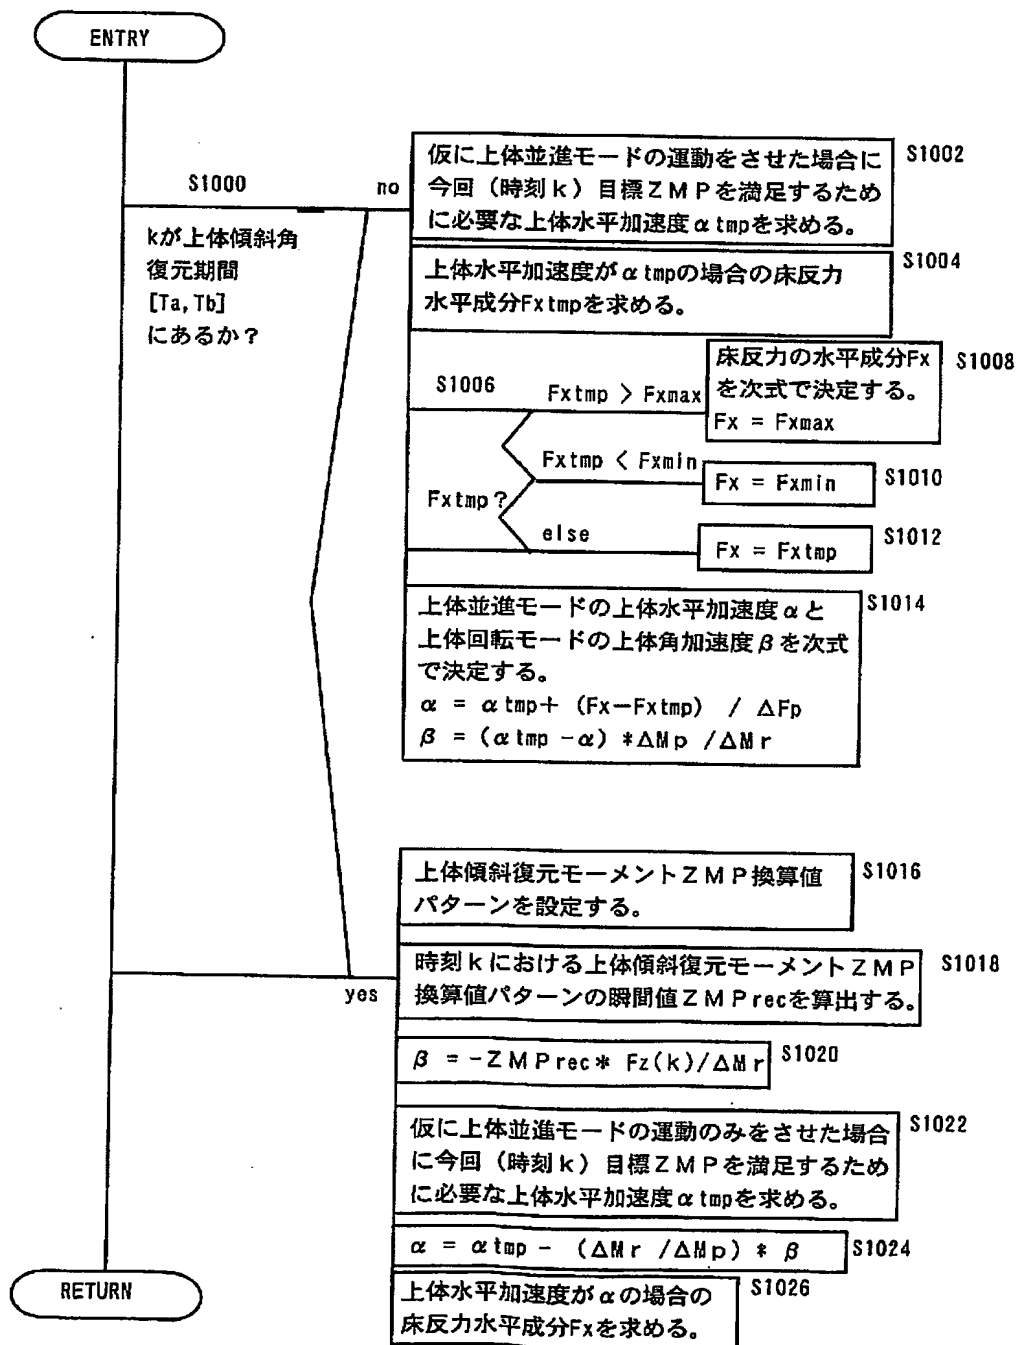 ENTRY
S1000
no
kが上体傾斜角
復元期間
[Ta,Tb]
にあるか？
仮に上体並進モードの運動をさせた場合に
今回（時刻k）目標ZMPを満足するため
に必要な上体水平加速度αtmpを求める。
S1002
上体水平加速度がαtmpの場合の床反力
水平成分Fxtmpを求める。
S1004
S1006
Fxtmp？
Fxtmp > Fxmax
床反力の水平成分Fx
を次式で決定する。
Fx = Fxmax
S1008
Fxtmp < Fxmin
Fx = Fxmin
S1010
else
Fx = Fxtmp
S1012
上体並進モードの上体水平加速度αと
上体回転モードの上体角加速度βを次式
で決定する。
α = αtmp+ (Fx−Fxtmp) / ΔFp
β = (αtmp -α) *ΔMp /ΔMr
S1014
yes
上体傾斜復元モーメントZMP換算値
パターンを設定する。
S1016
時刻kにおける上体傾斜復元モーメントZMP
換算値パターンの瞬間値ZMPrecを算出する。
S1018
β = -ZMPrec* Fz(k)/ΔMr
S1020
仮に上体並進モードの運動のみをさせた場合
に今回（時刻k）目標ZMPを満足するため
に必要な上体水平加速度αtmpを求める。
S1022
α = αtmp - (ΔMr /ΔMp) * β
S1024
上体水平加速度がαの場合の
床反力水平成分Fxを求める。
S1026
RETURN